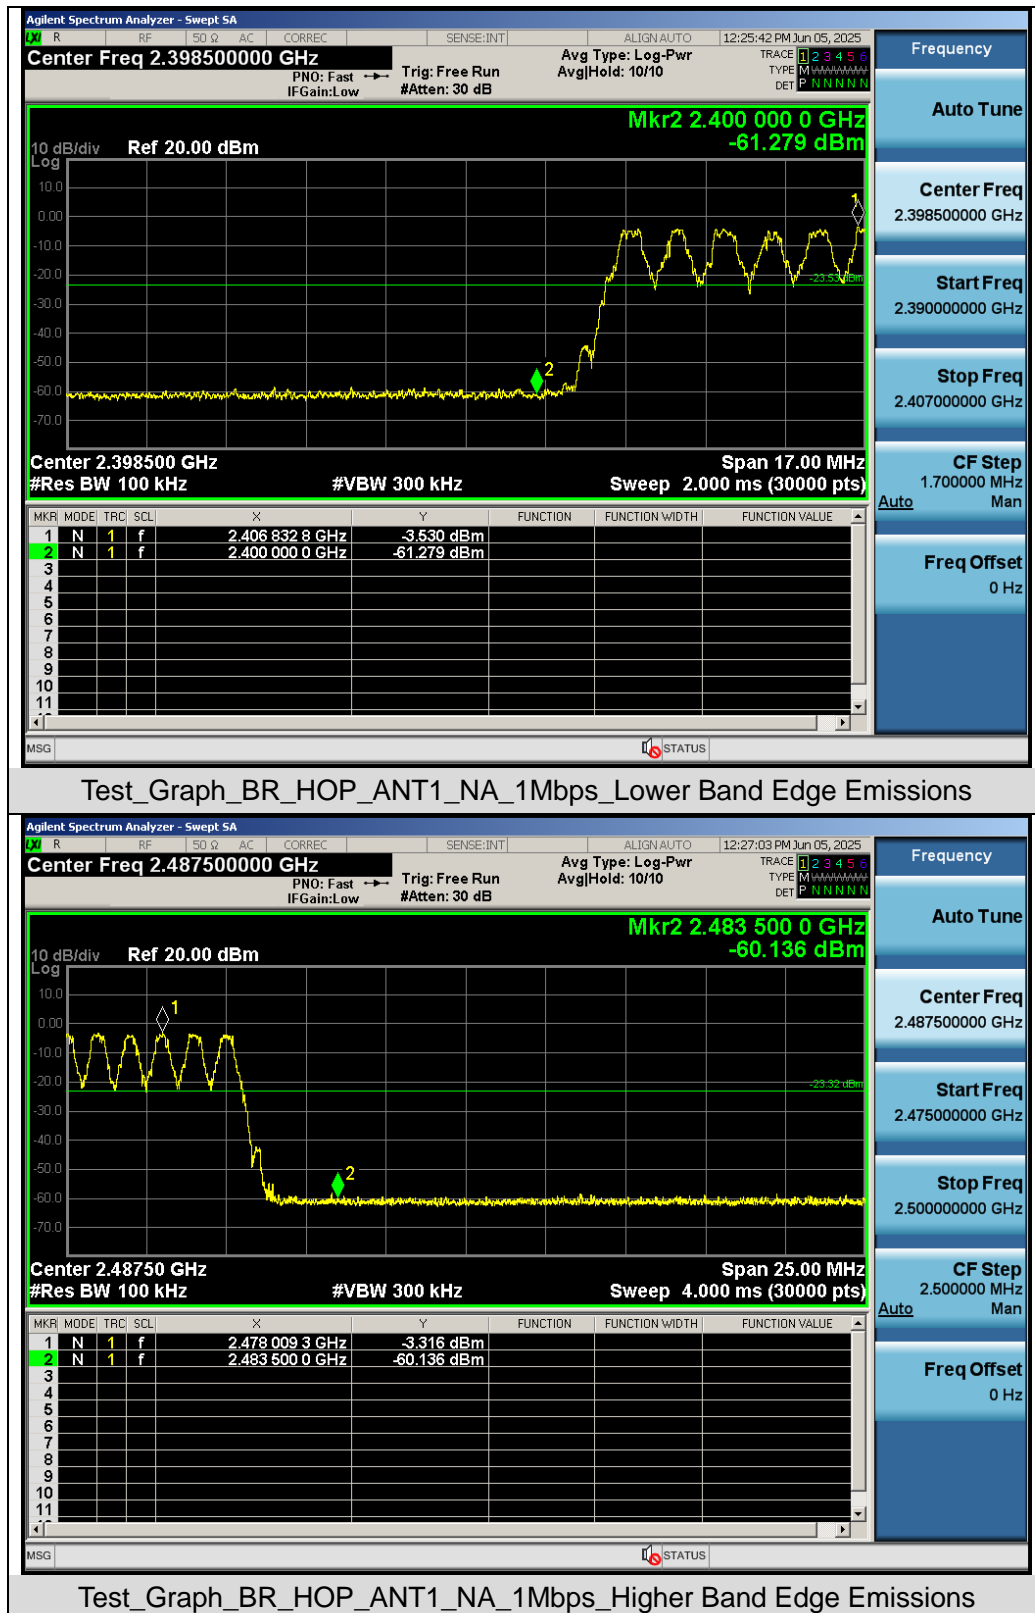 Agilent Spectrum Analyzer - Swept SA
LXI R RF 50 Ω AC CORREC SENSE:INT ALIGN AUTO 12:25:42 PM Jun 05, 2025
Center Freq 2.398500000 GHz
PNO: Fast
IFGain:Low
Trig: Free Run
#Atten: 30 dB
Avg Type: Log-Pwr
Avg|Hold: 10/10
TRACE 1 2 3 4 5 6
TYPE M W W W W W
DET P N N N N N
Mkr2 2.400 000 0 GHz
-61.279 dBm
10 dB/div Ref 20.00 dBm
Log
10.0
0.00
-10.0
-20.0
-30.0
-40.0
-50.0
-60.0
-70.0
1
-23.53 dBm
2
Center 2.398500 GHz Span 17.00 MHz
#Res BW 100 kHz #VBW 300 kHz Sweep 2.000 ms (30000 pts)
MKR MODE TRC SCL X Y FUNCTION FUNCTION WIDTH FUNCTION VALUE
1 N 1 f 2.406 832 8 GHz -3.530 dBm
2 N 1 f 2.400 000 0 GHz -61.279 dBm
3
4
5
6
7
8
9
10
11
MSG STATUS
Frequency
Auto Tune
Center Freq
2.398500000 GHz
Start Freq
2.390000000 GHz
Stop Freq
2.407000000 GHz
CF Step
1.700000 MHz
Auto Man
Freq Offset
0 Hz
Test_Graph_BR_HOP_ANT1_NA_1Mbps_Lower Band Edge Emissions
Agilent Spectrum Analyzer - Swept SA
LXI R RF 50 Ω AC CORREC SENSE:INT ALIGN AUTO 12:27:03 PM Jun 05, 2025
Center Freq 2.487500000 GHz
PNO: Fast
IFGain:Low
Trig: Free Run
#Atten: 30 dB
Avg Type: Log-Pwr
Avg|Hold: 10/10
TRACE 1 2 3 4 5 6
TYPE M W W W W W
DET P N N N N N
Mkr2 2.483 500 0 GHz
-60.136 dBm
10 dB/div Ref 20.00 dBm
Log
10.0
0.00
-10.0
-20.0
-30.0
-40.0
-50.0
-60.0
-70.0
1
-23.32 dBm
2
Center 2.48750 GHz Span 25.00 MHz
#Res BW 100 kHz #VBW 300 kHz Sweep 4.000 ms (30000 pts)
MKR MODE TRC SCL X Y FUNCTION FUNCTION WIDTH FUNCTION VALUE
1 N 1 f 2.478 009 3 GHz -3.316 dBm
2 N 1 f 2.483 500 0 GHz -60.136 dBm
3
4
5
6
7
8
9
10
11
MSG STATUS
Frequency
Auto Tune
Center Freq
2.487500000 GHz
Start Freq
2.475000000 GHz
Stop Freq
2.500000000 GHz
CF Step
2.500000 MHz
Auto Man
Freq Offset
0 Hz
Test_Graph_BR_HOP_ANT1_NA_1Mbps_Higher Band Edge Emissions